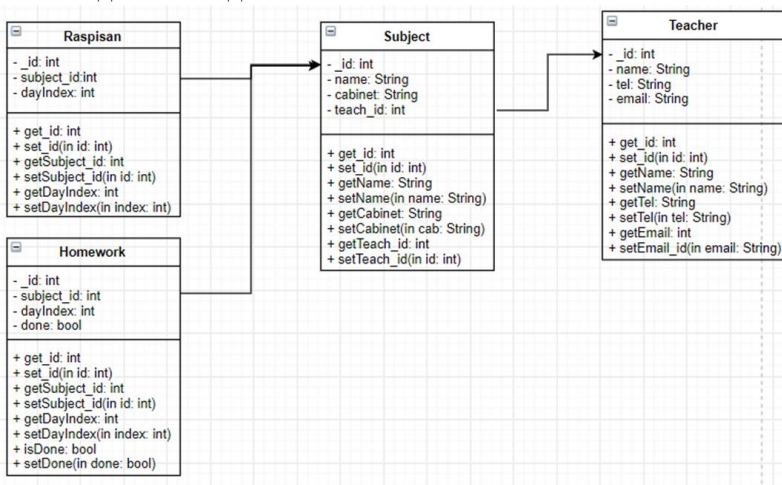 Raspisan
- _id: int
- subject_id:int
- dayIndex: int
+ get_id: int
+ set_id(in id: int)
+ getSubject_id: int
+ setSubject_id(in id: int)
+ getDayIndex: int
+ setDayIndex(in index: int)
Homework
- _id: int
- subject_id: int
- dayIndex: int
- done: bool
+ get_id: int
+ set_id(in id: int)
+ getSubject_id: int
+ setSubject_id(in id: int)
+ getDayIndex: int
+ setDayIndex(in index: int)
+ isDone: bool
+ setDone(in done: bool)
Subject
- _id: int
- name: String
- cabinet: String
- teach_id: int
+ get_id: int
+ set_id(in id: int)
+ getName: String
+ setName(in name: String)
+ getCabinet: String
+ setCabinet(in cab: String)
+ getTeach_id: int
+ setTeach_id(in id: int)
Teacher
- _id: int
- name: String
- tel: String
- email: String
+ get_id: int
+ set_id(in id: int)
+ getName: String
+ setName(in name: String)
+ getTel: String
+ setTel(in tel: String)
+ getEmail: int
+ setEmail_id(in email: String)